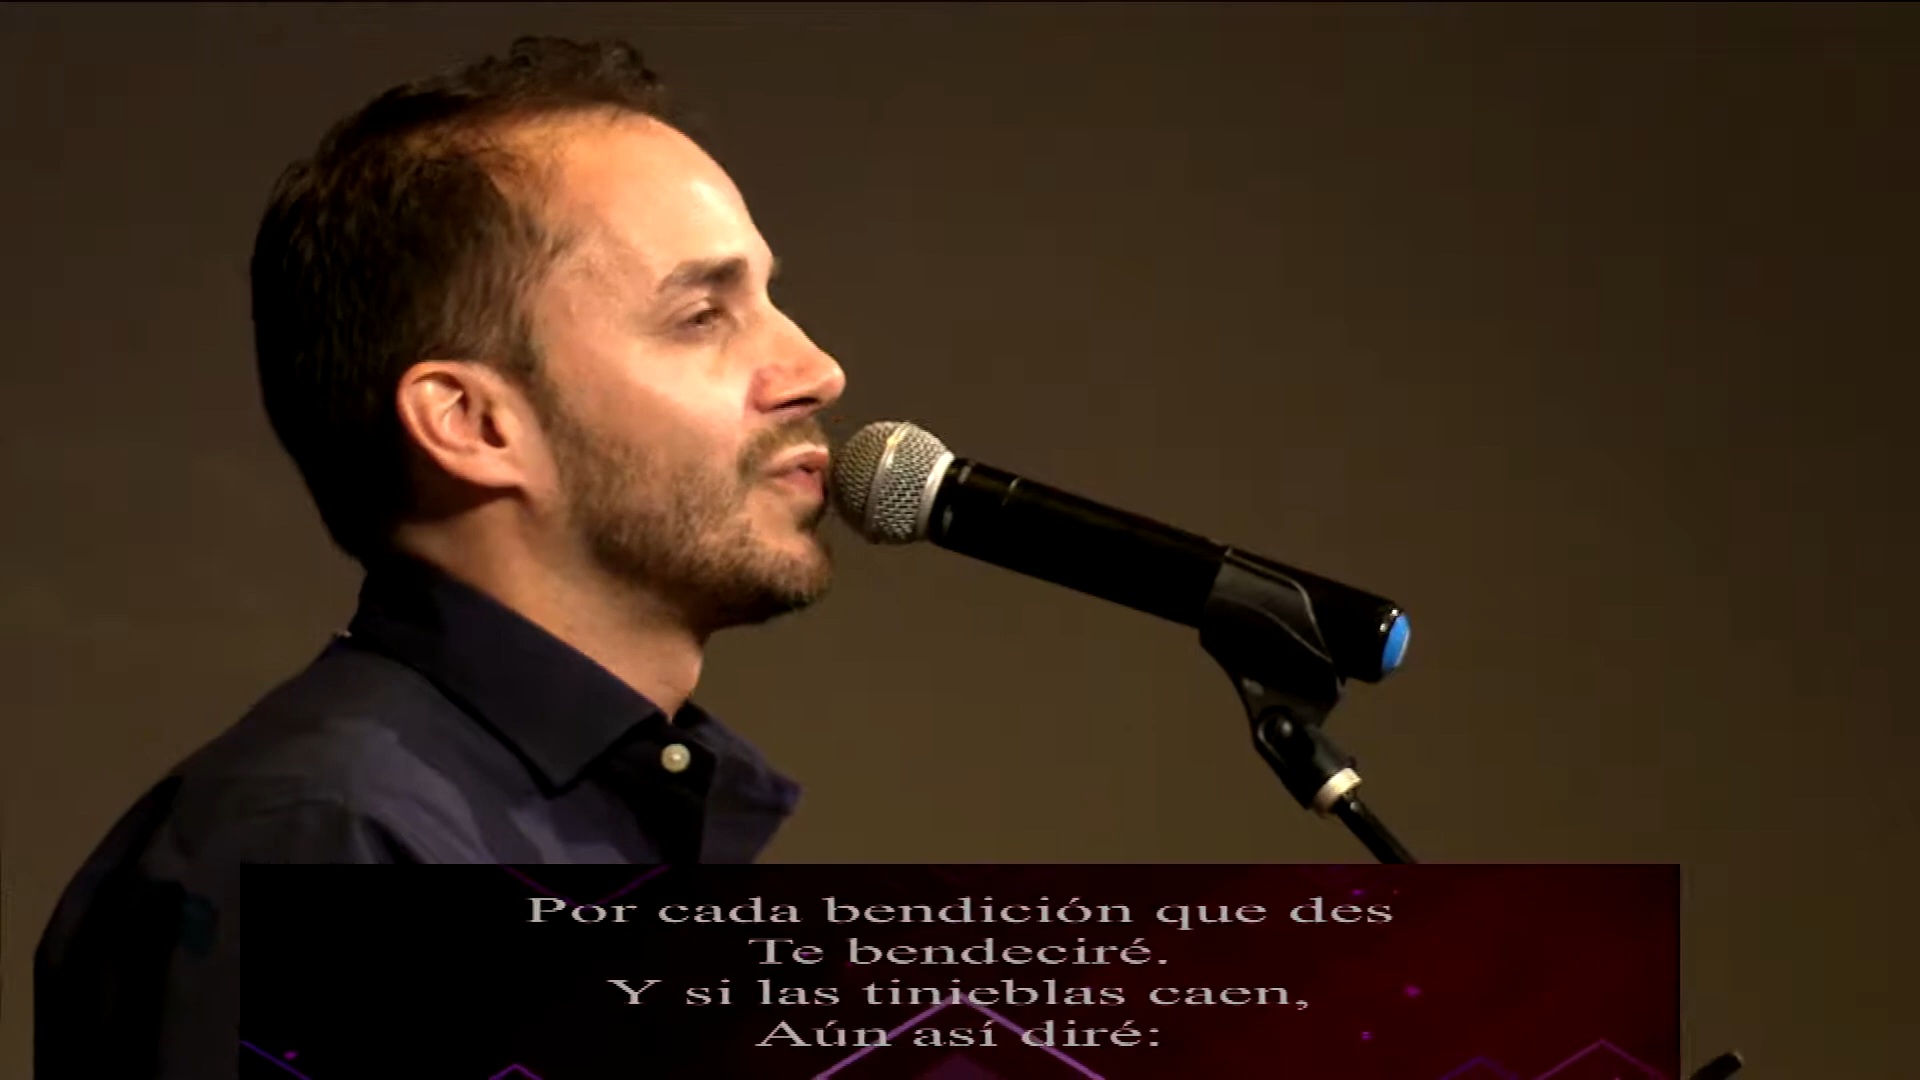 Por cada bendición que des
Te bendeciré.
Y si las tinieblas caen,
Aún así diré: